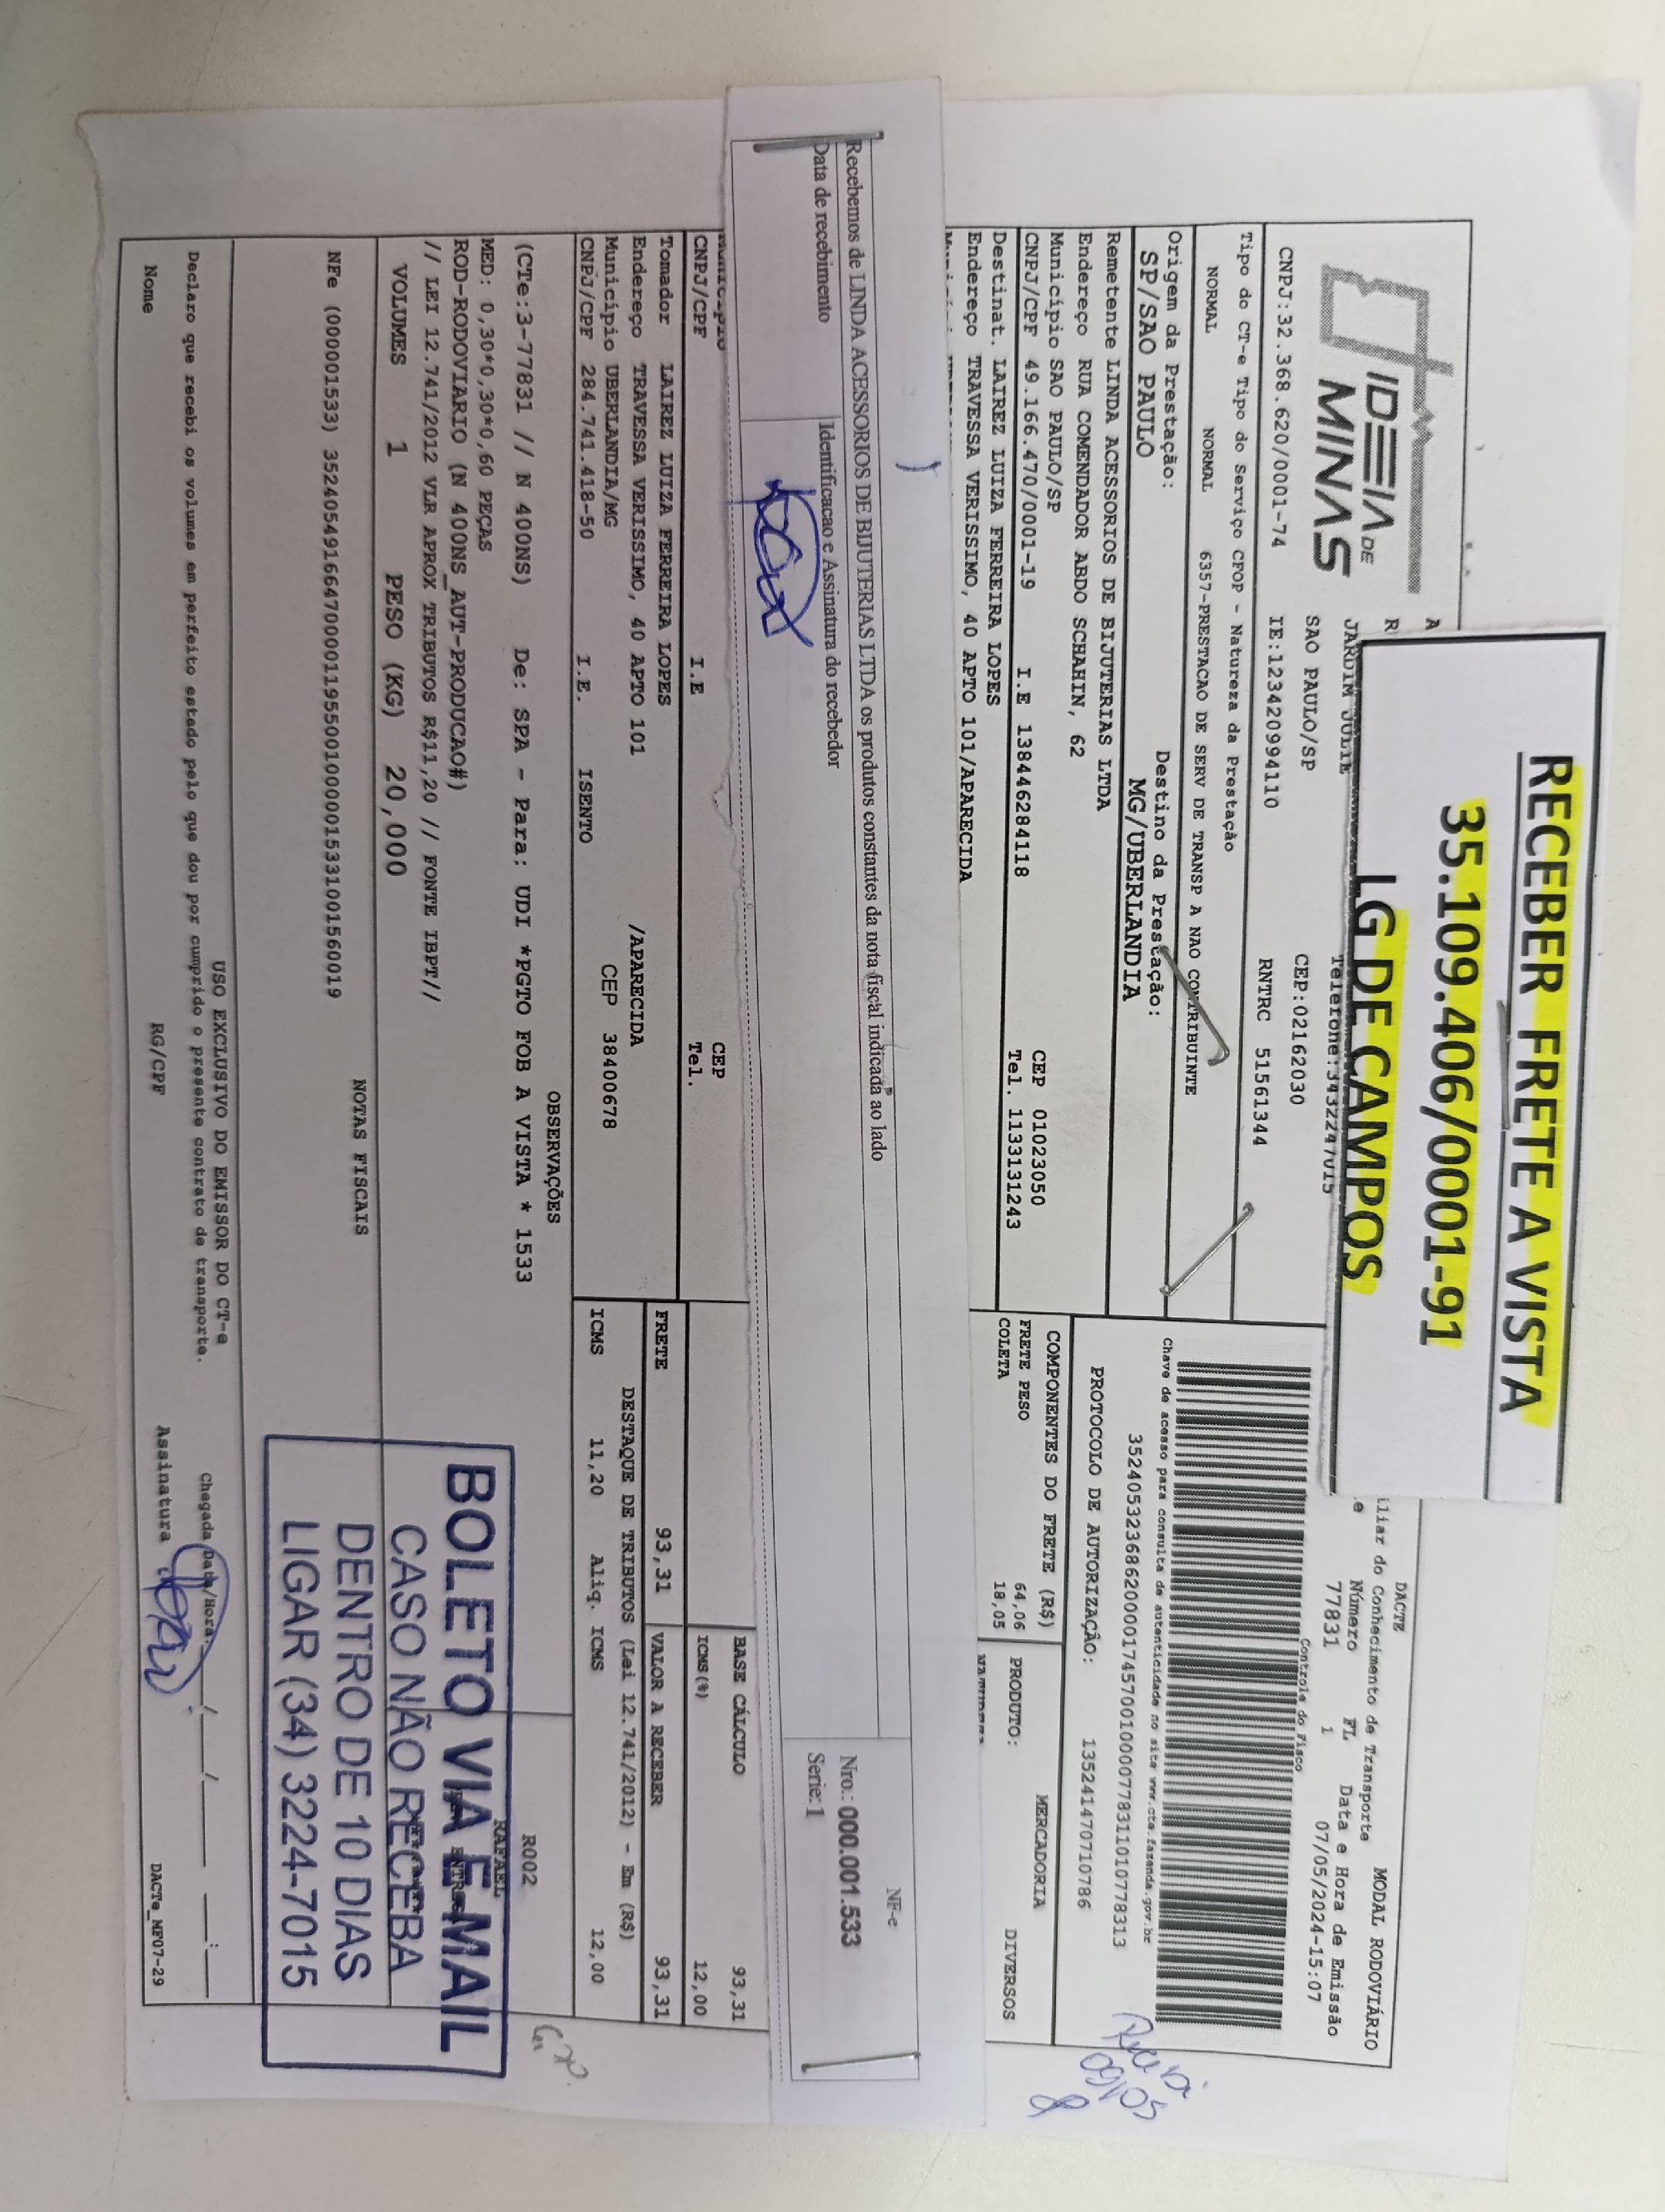 RECEBER FRETE A VISTA
35.109.406/0001-91
LG DE CAMPOS
IDEIA DE
MINAS
JARDIM JULIE
SAO PAULO/SP
CEP:02162030
CNPJ:32.368.620/0001-74 IE:123420994110 RNTRC 51561344
DACTE MODAL RODOVIÁRIO
iliar do Conhecimento de Transporte
Número FL Data e Hora de Emissão
77831 1 07/05/2024-15:07
Controle do Fisco
Tipo do CT-e Tipo do Serviço CFOP - Natureza da Prestação
NORMAL NORMAL 6357-PRESTACAO DE SERV DE TRANSP A NAO CONTRIBUINTE
Origem da Prestação: Destino da Prestação:
SP/SAO PAULO MG/UBERLANDIA
Chave de acesso para consulta de autenticidade no site www.cte.fazenda.gov.br
35240532368620000174570010000778311010778313
PROTOCOLO DE AUTORIZAÇÃO: 135241470710786
Remetente LINDA ACESSORIOS DE BIJUTERIAS LTDA
Endereço RUA COMENDADOR ABDO SCHAHIN, 62
Município SAO PAULO/SP CEP 01023050
CNPJ/CPF 49.166.470/0001-19 I.E 138446284118 Tel. 1133131243
Destinat. LAIREZ LUIZA FERREIRA LOPES
Endereço TRAVESSA VERISSIMO, 40 APTO 101/APARECIDA
COMPONENTES DO FRETE (R$)
FRETE PESO 64,06
COLETA 18,05
MERCADORIA
PRODUTO: DIVERSOS
Recebemos de LINDA ACESSORIOS DE BIJUTERIAS LTDA os produtos constantes da nota fiscal indicada ao lado
Data de recebimento Identificacao e Assinatura do recebedor
NF-e
Nro.: 000.001.533
Serie: 1
CEP
CNPJ/CPF I.E Tel.
Tomador LAIREZ LUIZA FERREIRA LOPES
Endereço TRAVESSA VERISSIMO, 40 APTO 101 /APARECIDA
Município UBERLANDIA/MG CEP 38400678
CNPJ/CPF 284.741.418-50 I.E. ISENTO
BASE CÁLCULO 93,31
ICMS(%) 12,00
FRETE 93,31 VALOR A RECEBER 93,31
DESTAQUE DE TRIBUTOS (Lei 12.741/2012) - Em (R$)
ICMS 11,20 Aliq. ICMS 12,00
OBSERVAÇÕES
(CTe:3-77831 // N 400NS) De: SPA - Para: UDI *PGTO FOB A VISTA * 1533
MED: 0,30*0,30*0,60 PEÇAS
ROD-RODOVIARIO (N 400NS_AUT-PRODUCAO#)
// LEI 12.741/2012 VLR APROX TRIBUTOS R$11,20 // FONTE IBPT//
R002
RAFAEL
VOLUMES 1 PESO (KG) 20,000
NOTAS FISCAIS
NFe (000001533) 35240549166470000119550010000015331001560019
BOLETO VIA E-MAIL
CASO NÃO RECEBA
DENTRO DE 10 DIAS
LIGAR (34) 3224-7015
USO EXCLUSIVO DO EMISSOR DO CT-e
Declaro que recebi os volumes em perfeito estado pelo que dou por cumprido o presente contrato de transporte.
Chegada Data/Hora: __/__/__ __:__
Nome RG/CPF Assinatura DACTe_MF07-29